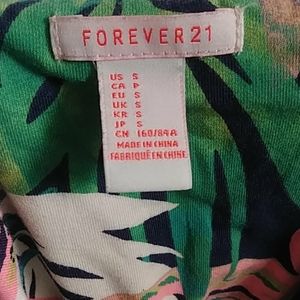 FOREVER 21
US S
CA P
EU S
UK S
KR S
JP S
CN 160/84A
MADE IN CHINA
FABRIQUÉ EN CHINE